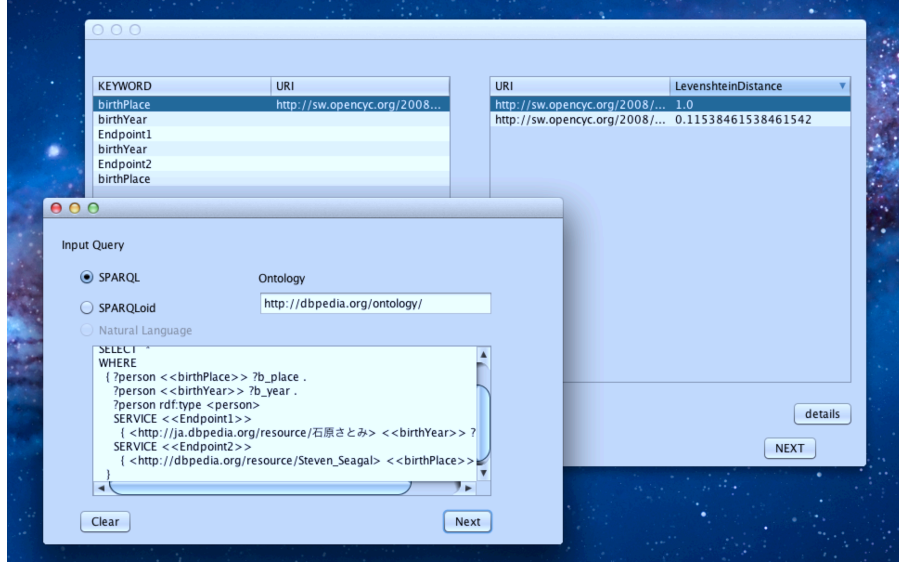 KEYWORD URI
birthPlace http://sw.opencyc.org/2008...
birthYear
Endpoint1
birthYear
Endpoint2
birthPlace
URI LevenshteinDistance
http://sw.opencyc.org/2008/... 1.0
http://sw.opencyc.org/2008/... 0.11538461538461542
details
NEXT
Input Query
SPARQL
SPARQLoid
Natural Language
Ontology
http://dbpedia.org/ontology/
SELECT *
WHERE
{ ?person <<birthPlace>> ?b_place .
?person <<birthYear>> ?b_year .
?person rdf:type <person>
SERVICE <<Endpoint1>>
{ <http://ja.dbpedia.org/resource/石原さとみ> <<birthYear>> ?
SERVICE <<Endpoint2>>
{ <http://dbpedia.org/resource/Steven_Seagal> <<birthPlace>>
}
Clear
Next